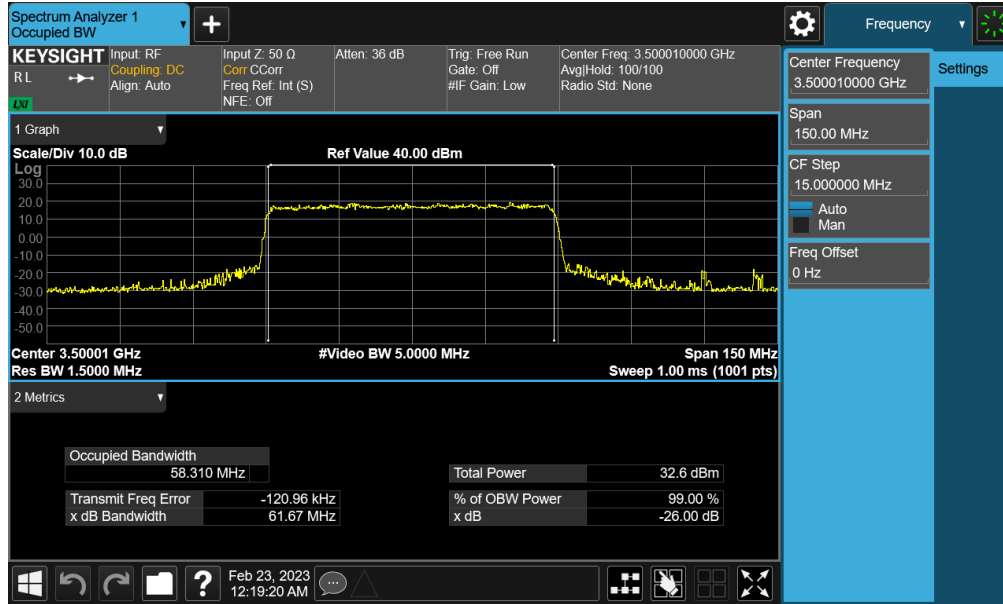 Spectrum Analyzer 1
Occupied BW
+
Frequency
KEYSIGHT
R L
LXI
Input: RF
Coupling: DC
Align: Auto
Input Z: 50 Ω
Corr CCorr
Freq Ref: Int (S)
NFE: Off
Atten: 36 dB
Trig: Free Run
Gate: Off
#IF Gain: Low
Center Freq: 3.500010000 GHz
Avg|Hold: 100/100
Radio Std: None
Center Frequency
3.500010000 GHz
Settings
Span
150.00 MHz
CF Step
15.000000 MHz
Auto
Man
Freq Offset
0 Hz
1 Graph
Scale/Div 10.0 dB
Ref Value 40.00 dBm
Log
30.0
20.0
10.0
0.00
-10.0
-20.0
-30.0
-40.0
-50.0
Center 3.50001 GHz
#Video BW 5.0000 MHz
Span 150 MHz
Res BW 1.5000 MHz
Sweep 1.00 ms (1001 pts)
2 Metrics
Occupied Bandwidth
58.310 MHz
Total Power 32.6 dBm
Transmit Freq Error -120.96 kHz
% of OBW Power 99.00 %
x dB Bandwidth 61.67 MHz
x dB -26.00 dB
?
Feb 23, 2023
12:19:20 AM